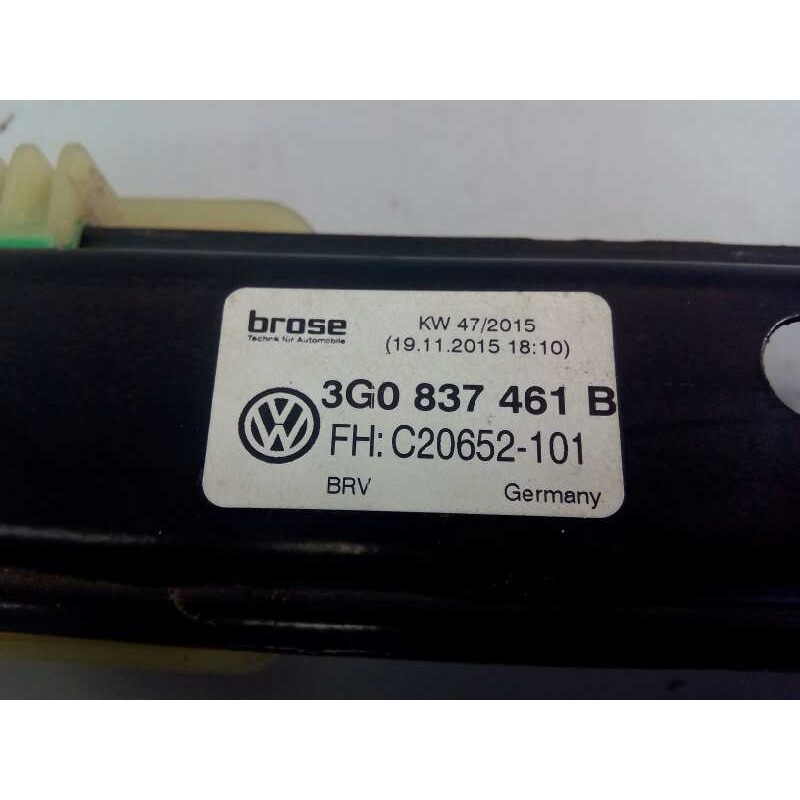 brose
Technik für Automobile
KW 47/2015
(19.11.2015 18:10)
3G0 837 461 B
FH: C20652-101
BRV
Germany